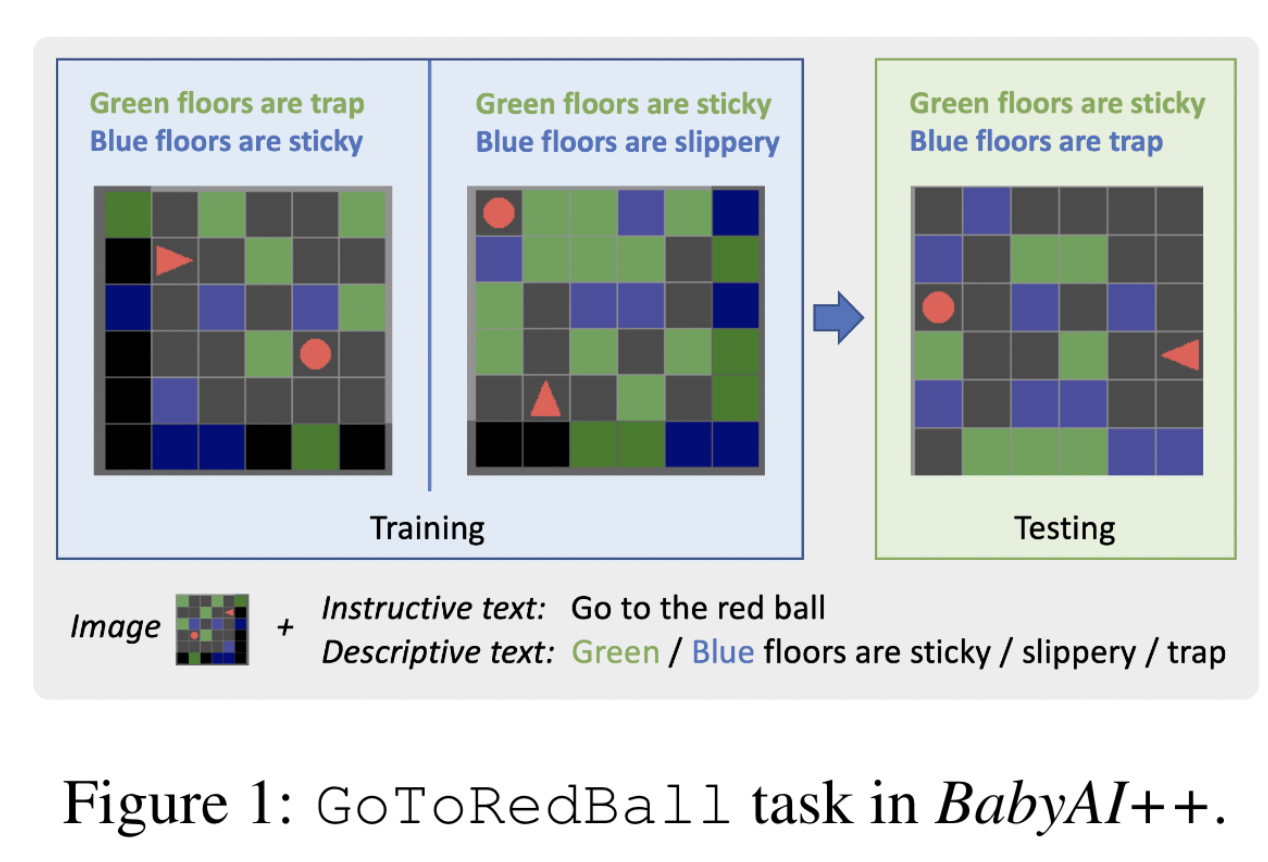 Green floors are trap
Blue floors are sticky
Green floors are sticky
Blue floors are slippery
Green floors are sticky
Blue floors are trap
Training
Testing
Image + Instructive text: Go to the red ball
Descriptive text: Green / Blue floors are sticky / slippery / trap
Figure 1: GoToRedBall task in BabyAI++.